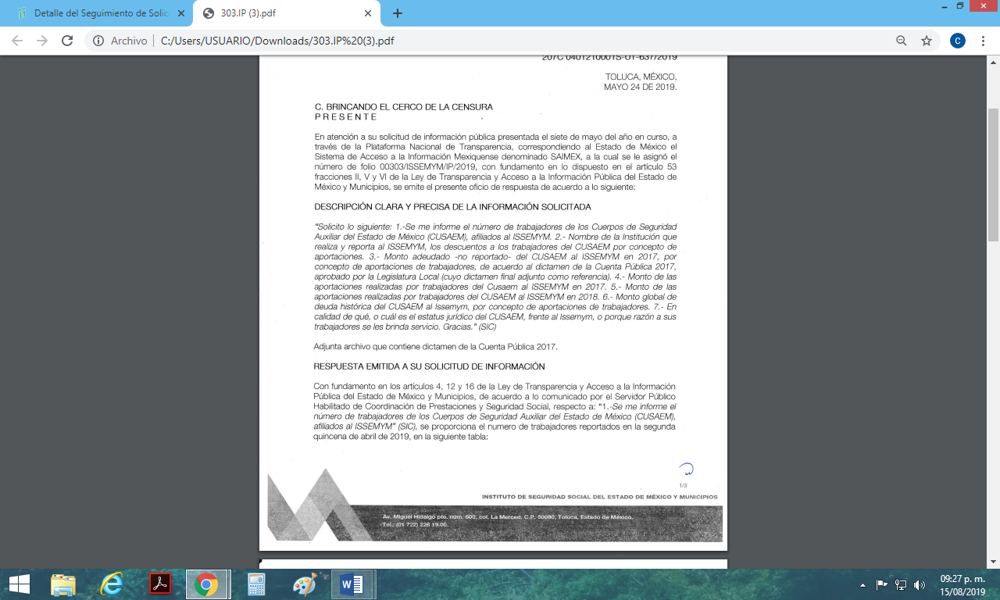 Detalle del Seguimiento de Solici
303.IP (3).pdf
Archivo
C:/Users/USUARIO/Downloads/303.IP%20(3).pdf
C
207C 0401210001S-UT-637/2019
TOLUCA, MÉXICO,
MAYO 24 DE 2019.
C. BRINCANDO EL CERCO DE LA CENSURA
P R E S E N T E
En atención a su solicitud de información pública presentada el siete de mayo del año en curso, a
través de la Plataforma Nacional de Transparencia, correspondiendo al Estado de México el
Sistema de Acceso a la Información Mexiquense denominado SAIMEX, a la cual se le asignó el
número de folio 00303/ISSEMYM/IP/2019, con fundamento en lo dispuesto en el artículo 53
fracciones II, V y VI de la Ley de Transparencia y Acceso a la Información Pública del Estado de
México y Municipios, se emite el presente oficio de respuesta de acuerdo a lo siguiente:
DESCRIPCIÓN CLARA Y PRECISA DE LA INFORMACIÓN SOLICITADA
"Solicito lo siguiente: 1.-Se me informe el número de trabajadores de los Cuerpos de Seguridad
Auxiliar del Estado de México (CUSAEM), afiliados al ISSEMYM. 2.- Nombre de la Institución que
realiza y reporta al ISSEMYM, los descuentos a los trabajadores del CUSAEM por concepto de
aportaciones. 3.- Monto adeudado -no reportado- del CUSAEM al ISSEMYM en 2017, por
concepto de aportaciones de trabajadores, de acuerdo al dictamen de la Cuenta Pública 2017,
aprobado por la Legislatura Local (cuyo dictamen final adjunto como referencia). 4.- Monto de las
aportaciones realizadas por trabajadores del Cusaem al ISSEMYM en 2017. 5.- Monto de las
aportaciones realizadas por trabajadores del CUSAEM al ISSEMYM en 2018. 6.- Monto global de
deuda histórica del CUSAEM al Issemym, por concepto de aportaciones de trabajadores. 7.- En
calidad de qué, o cuál es el estatus jurídico del CUSAEM, frente al Issemym, o porque razón a sus
trabajadores se les brinda servicio. Gracias." (SIC)
Adjunta archivo que contiene dictamen de la Cuenta Pública 2017.
RESPUESTA EMITIDA A SU SOLICITUD DE INFORMACIÓN
Con fundamento en los artículos 4, 12 y 16 de la Ley de Transparencia y Acceso a la Información
Pública del Estado de México y Municipios, de acuerdo a lo comunicado por el Servidor Público
Habilitado de Coordinación de Prestaciones y Seguridad Social, respecto a: "1.-Se me informe el
número de trabajadores de los Cuerpos de Seguridad Auxiliar del Estado de México (CUSAEM),
afiliados al ISSEMYM" (SIC), se proporciona el numero de trabajadores reportados en la segunda
quincena de abril de 2019, en la siguiente tabla:
1/3
INSTITUTO DE SEGURIDAD SOCIAL DEL ESTADO DE MÉXICO Y MUNICIPIOS
Av. Miguel Hidalgo pte. núm. 600, col. La Merced, C.P. 50080, Toluca, Estado de México.
Tel.: (01 722) 226 19 00.
09:27 p. m.
15/08/2019